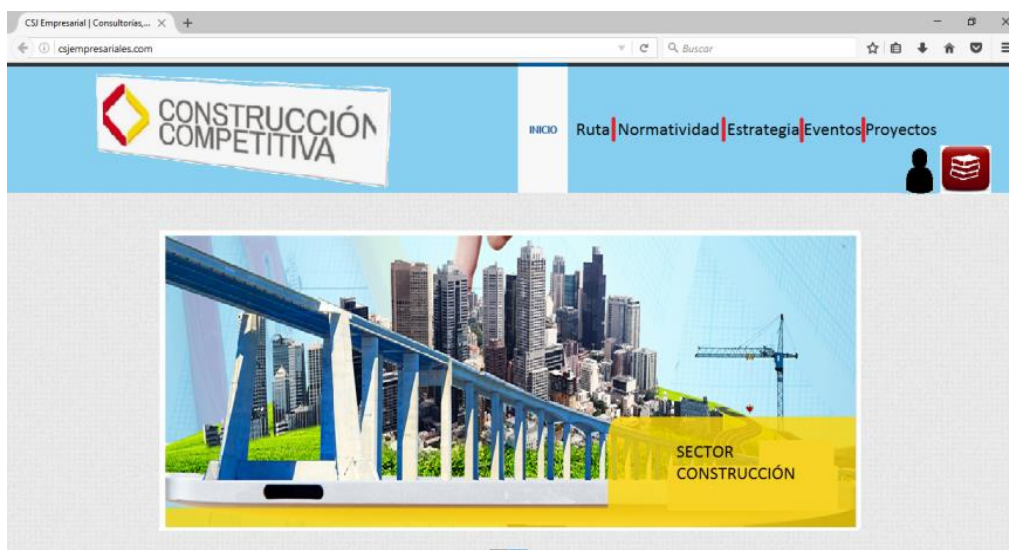 CSJ Empresarial | Consultorías,...
csjempresariales.com
Buscar
CONSTRUCCIÓN
COMPETITIVA
INICIO Ruta Normatividad Estrategia Eventos Proyectos
SECTOR
CONSTRUCCIÓN